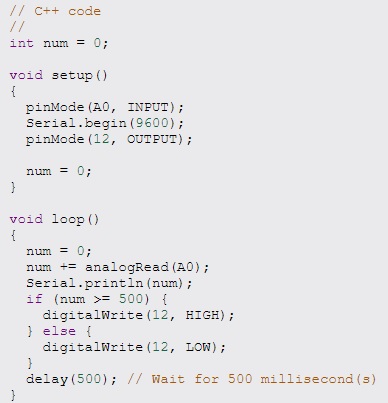 // C++ code
//
int num = 0;

void setup()
{
  pinMode(A0, INPUT);
  Serial.begin(9600);
  pinMode(12, OUTPUT);

  num = 0;
}

void loop()
{
  num = 0;
  num += analogRead(A0);
  Serial.println(num);
  if (num >= 500) {
    digitalWrite(12, HIGH);
  } else {
    digitalWrite(12, LOW);
  }
  delay(500); // Wait for 500 millisecond(s)
}